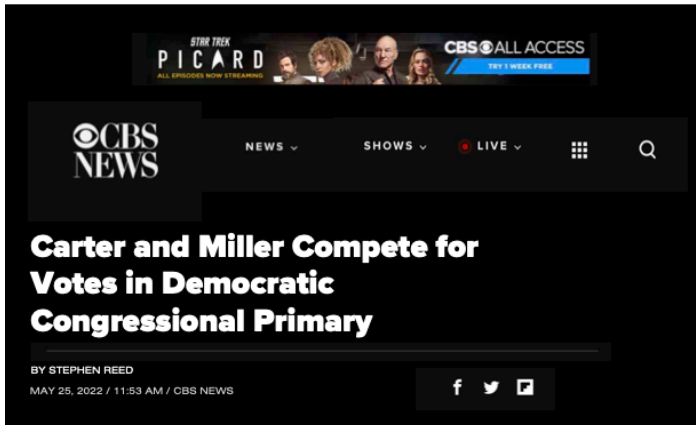 STAR TREK
PICARD
ALL EPISODES NOW STREAMING
CBS ALL ACCESS
TRY 1 WEEK FREE
CBS
NEWS
NEWS
SHOWS
LIVE
Carter and Miller Compete for
Votes in Democratic
Congressional Primary
BY STEPHEN REED
MAY 25, 2022 / 11:53 AM / CBS NEWS